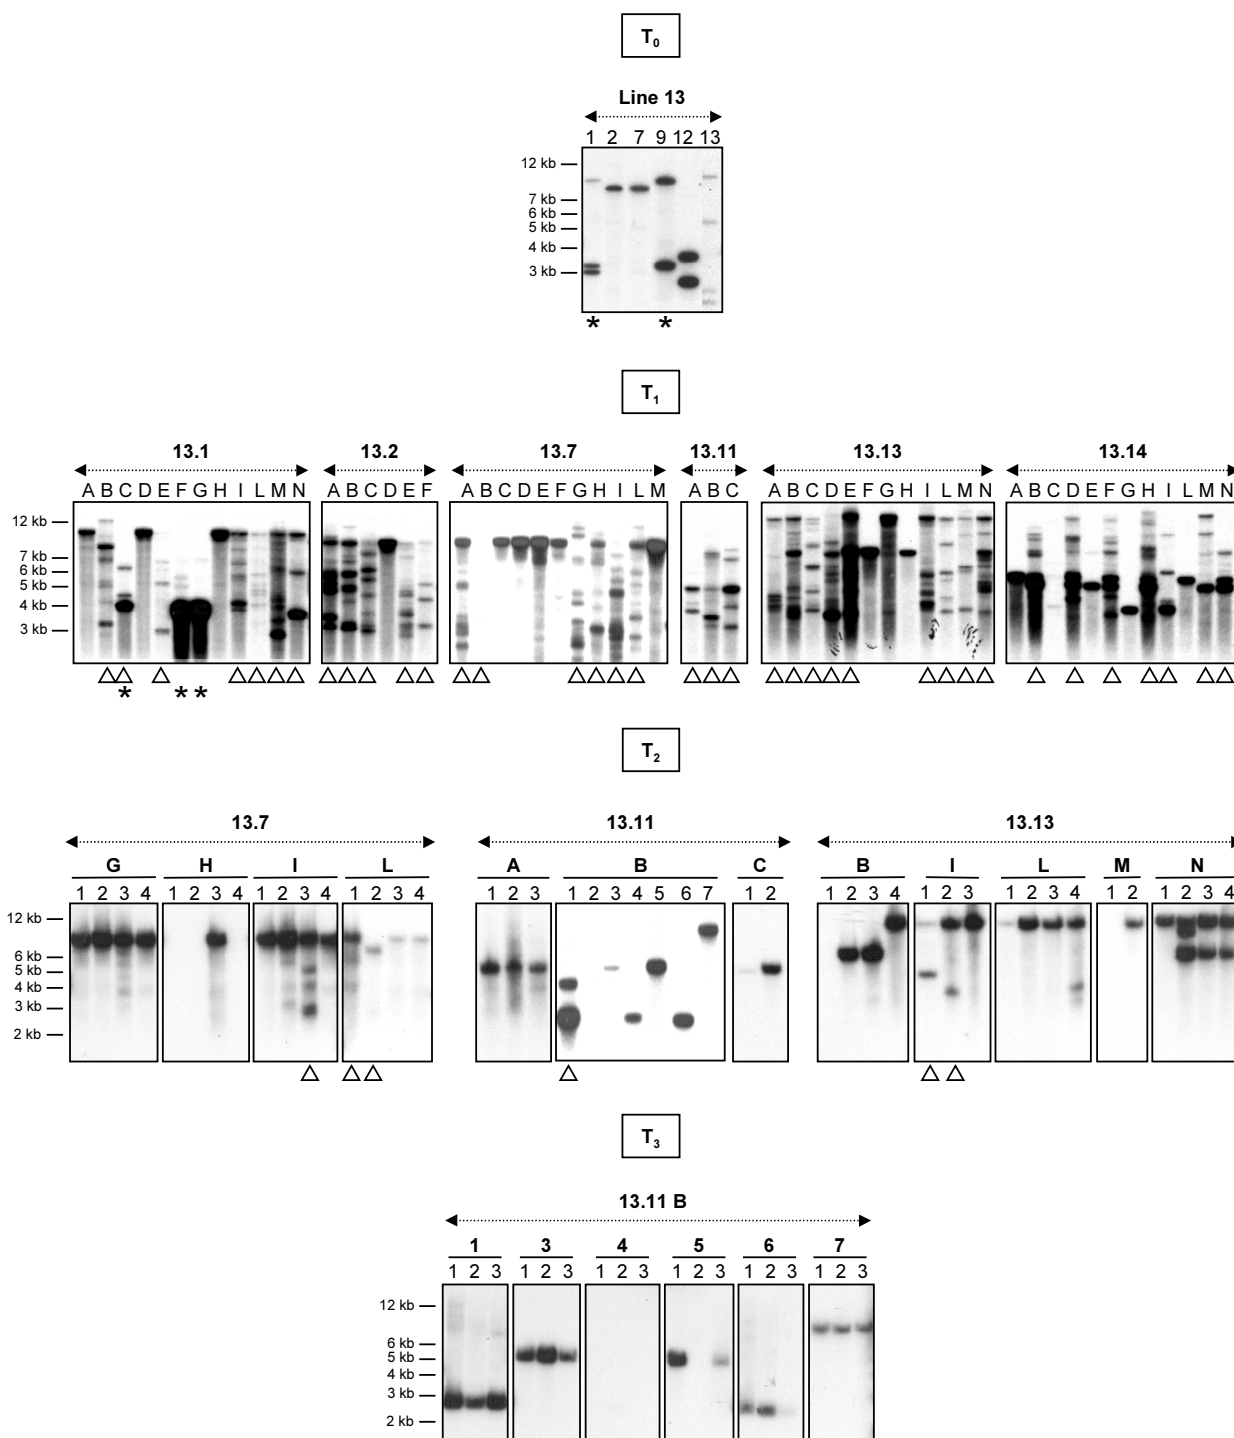 T0
Line 13
1 2 7 9 12 13
12 kb
7 kb
6 kb
5 kb
4 kb
3 kb
* *
T1
13.1 13.2 13.7 13.11 13.13 13.14
A B C D E F G H I L M N A B C D E F A B C D E F G H I L M A B C A B C D E F G H I L M N A B C D E F G H I L M N
12 kb
7 kb
6 kb
5 kb
4 kb
3 kb
* * *
T2
13.7 13.11 13.13
G H I L A B C B I L M N
1 2 3 4 1 2 3 4 1 2 3 4 1 2 3 4 1 2 3 1 2 3 4 5 6 7 1 2 1 2 3 4 1 2 3 1 2 3 4 1 2 1 2 3 4
12 kb
6 kb
5 kb
4 kb
3 kb
2 kb
T3
13.11 B
1 3 4 5 6 7
1 2 3 1 2 3 1 2 3 1 2 3 1 2 3 1 2 3
12 kb
6 kb
5 kb
4 kb
3 kb
2 kb